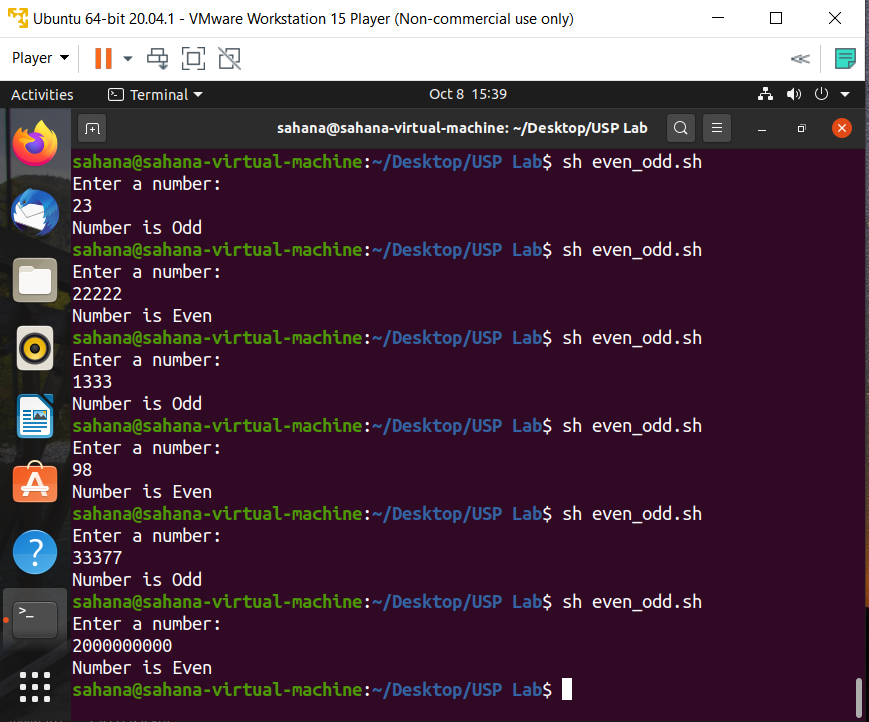 Ubuntu 64-bit 20.04.1 - VMware Workstation 15 Player (Non-commercial use only)
Player
Activities Terminal Oct 8 15:39
sahana@sahana-virtual-machine: ~/Desktop/USP Lab
sahana@sahana-virtual-machine:~/Desktop/USP Lab$ sh even_odd.sh
Enter a number:
23
Number is Odd
sahana@sahana-virtual-machine:~/Desktop/USP Lab$ sh even_odd.sh
Enter a number:
22222
Number is Even
sahana@sahana-virtual-machine:~/Desktop/USP Lab$ sh even_odd.sh
Enter a number:
1333
Number is Odd
sahana@sahana-virtual-machine:~/Desktop/USP Lab$ sh even_odd.sh
Enter a number:
98
Number is Even
sahana@sahana-virtual-machine:~/Desktop/USP Lab$ sh even_odd.sh
Enter a number:
33377
Number is Odd
sahana@sahana-virtual-machine:~/Desktop/USP Lab$ sh even_odd.sh
Enter a number:
2000000000
Number is Even
sahana@sahana-virtual-machine:~/Desktop/USP Lab$